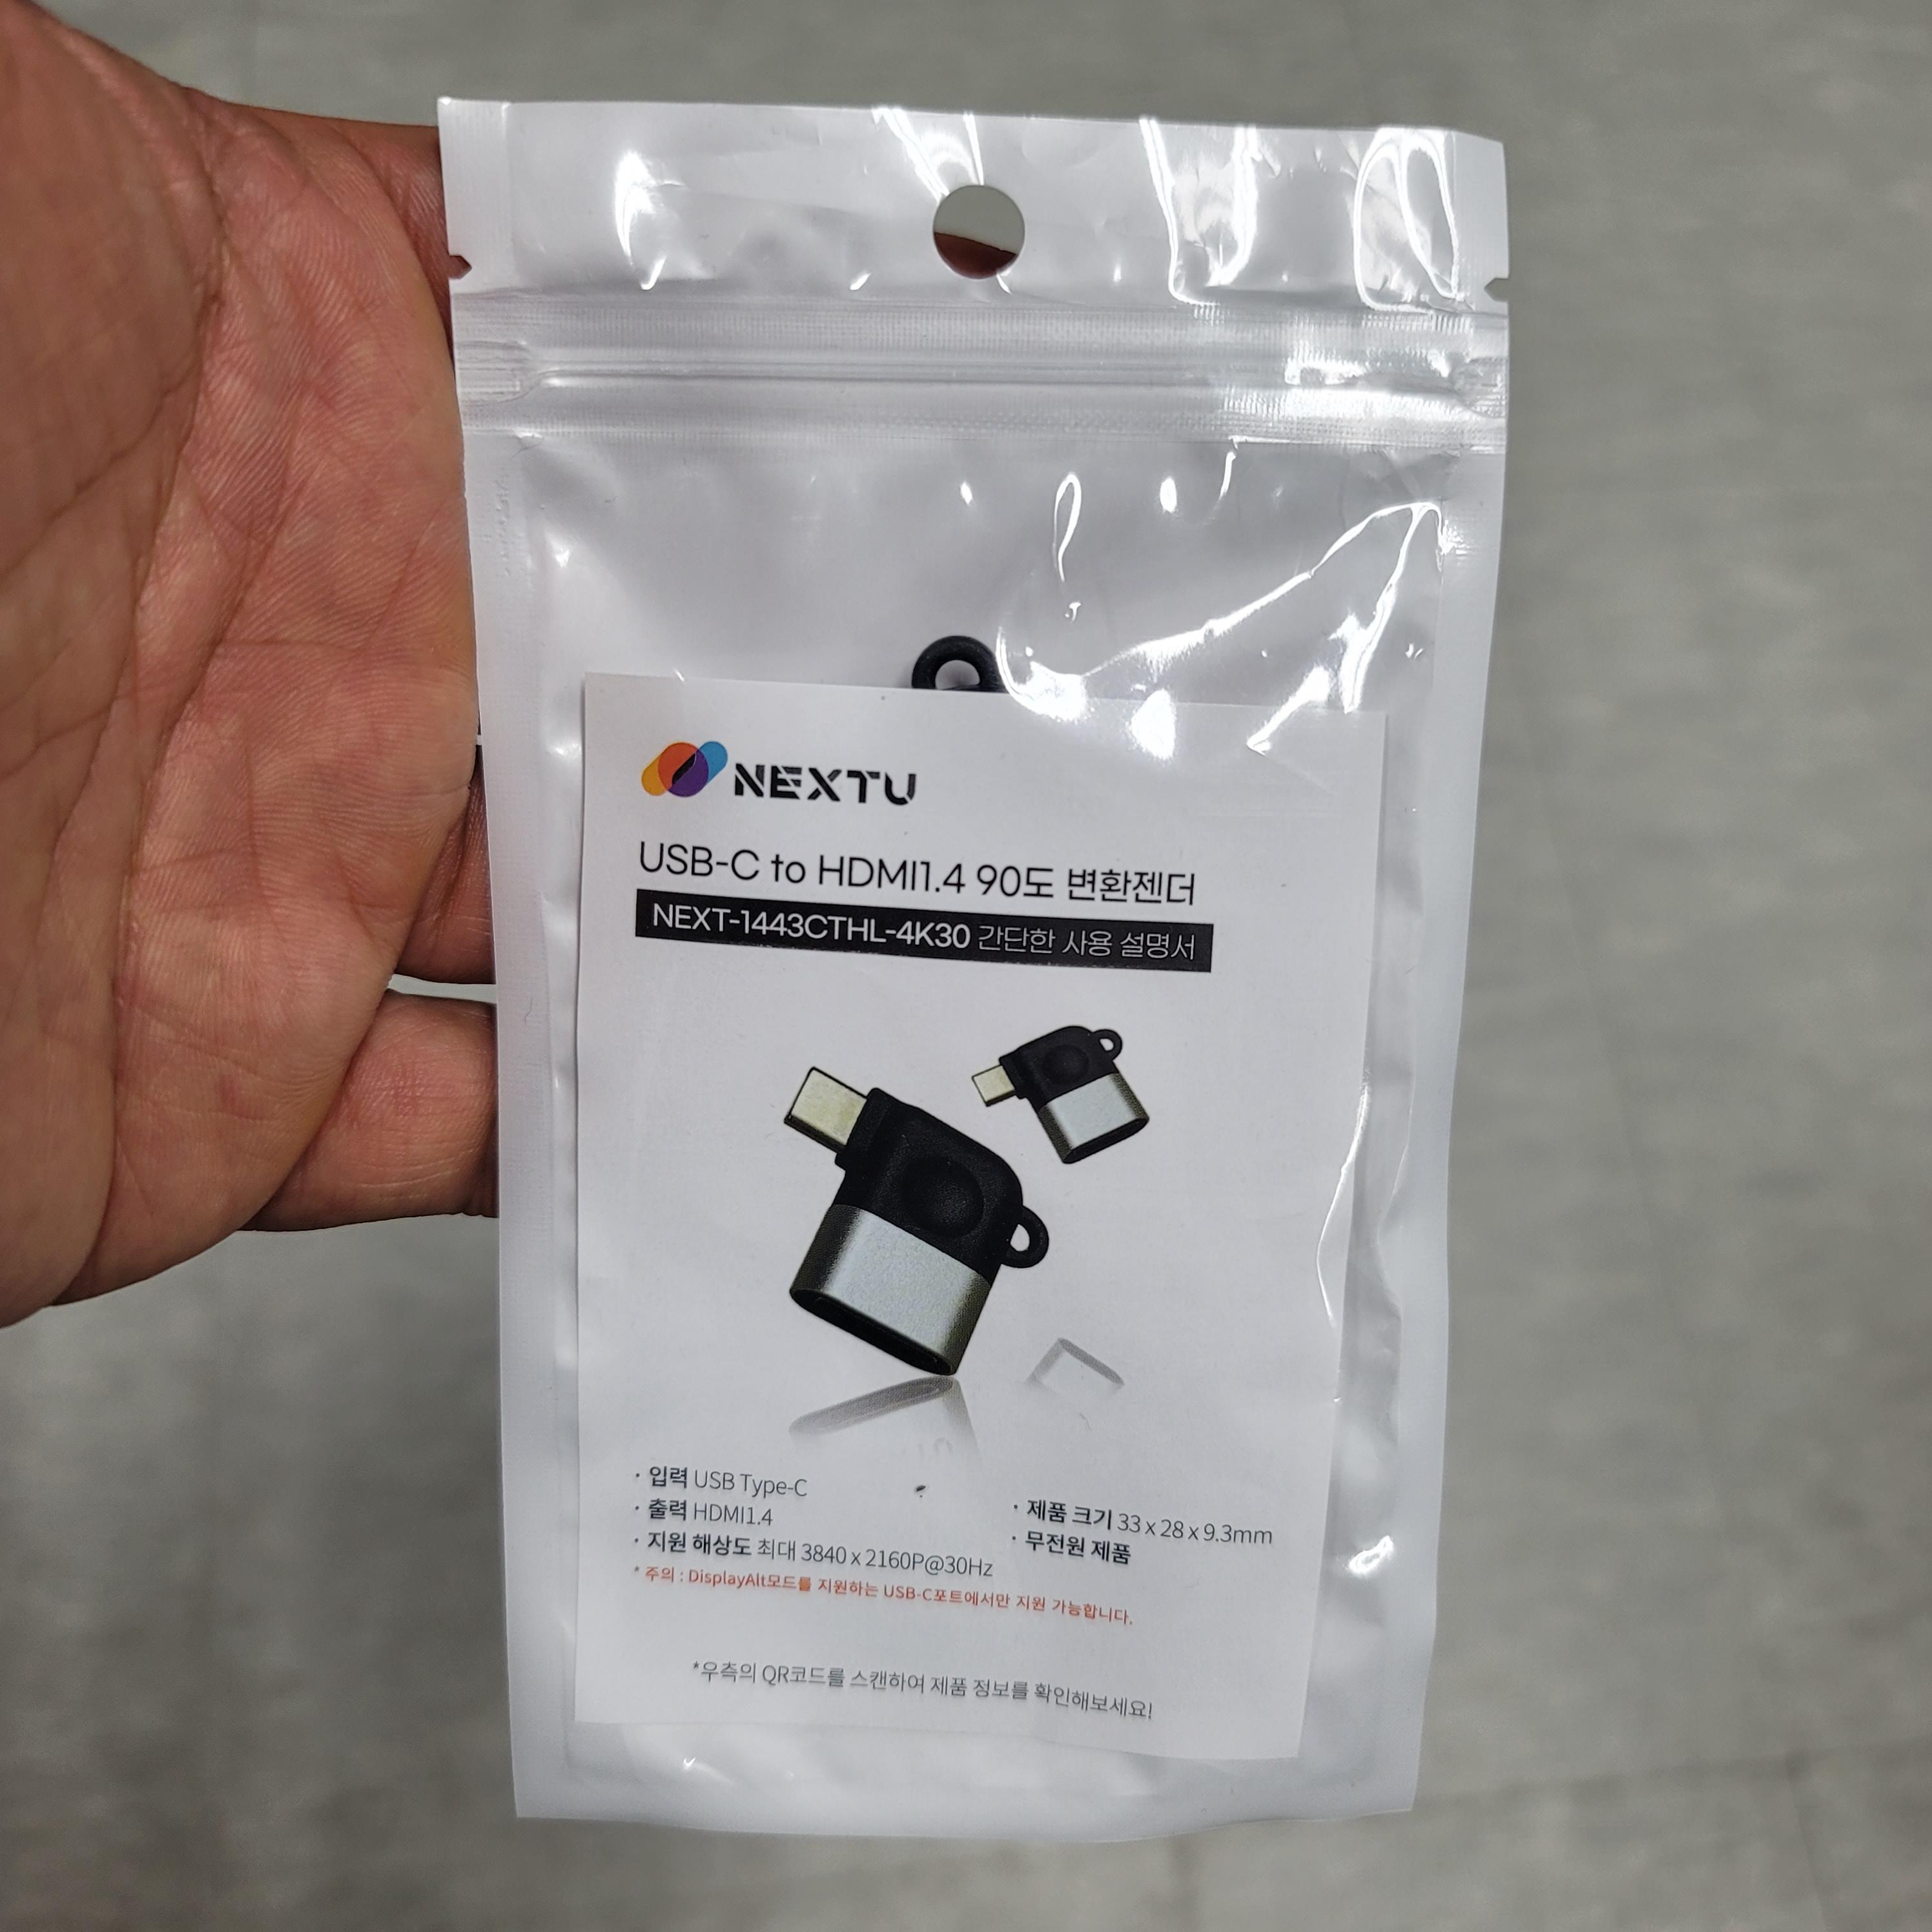 NEXTU
USB-C to HDMI1.4 90도 변환젠더
NEXT-1443CTHL-4K30 간단한 사용 설명서
· 입력 USB Type-C
· 출력 HDMI1.4
· 지원 해상도 최대 3840 x 2160P@30Hz
· 제품 크기 33 x 28 x 9.3mm
· 무전원 제품
* 주의 : DisplayAlt모드를 지원하는 USB-C포트에서만 지원 가능합니다.
*우측의 QR코드를 스캔하여 제품 정보를 확인해보세요!